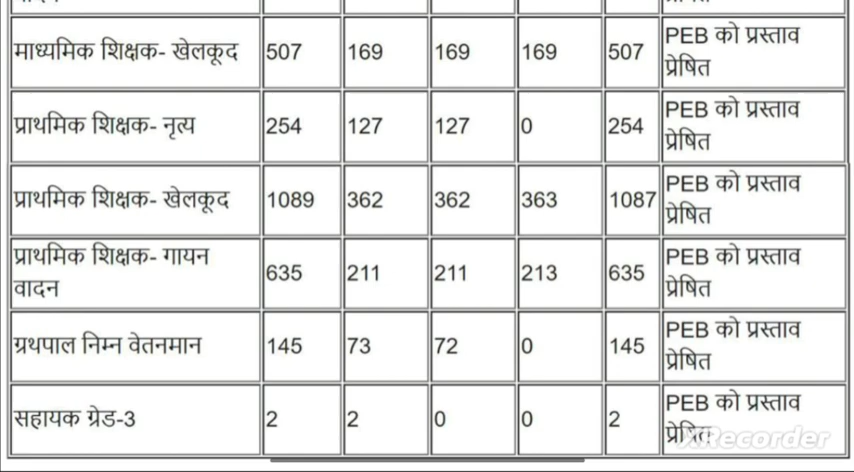 माध्यमिक शिक्षक- खेलकूद 507 169 169 169 507 PEB को प्रस्ताव
प्रेषित
प्राथमिक शिक्षक- नृत्य 254 127 127 0 254 PEB को प्रस्ताव
प्रेषित
प्राथमिक शिक्षक- खेलकूद 1089 362 362 363 1087 PEB को प्रस्ताव
प्रेषित
प्राथमिक शिक्षक- गायन
वादन 635 211 211 213 635 PEB को प्रस्ताव
प्रेषित
ग्रथपाल निम्न वेतनमान 145 73 72 0 145 PEB को प्रस्ताव
प्रेषित
सहायक ग्रेड-3 2 2 0 0 2 PEB को प्रस्ताव
प्रेषित
XRecorder